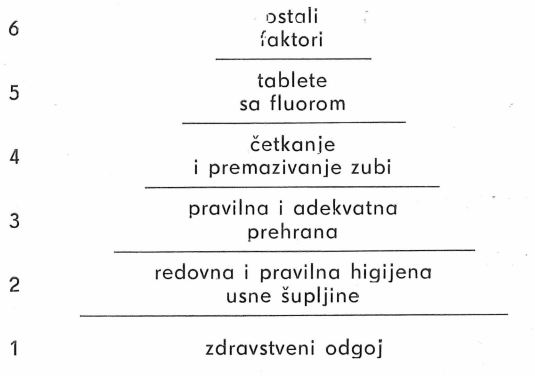 6
ostali
faktori
5
tablete
sa fluorom
4
četkanje
i premazivanje zubi
3
pravilna i adekvatna
prehrana
2
redovna i pravilna higijena
usne šupljine
1
zdravstveni odgoj